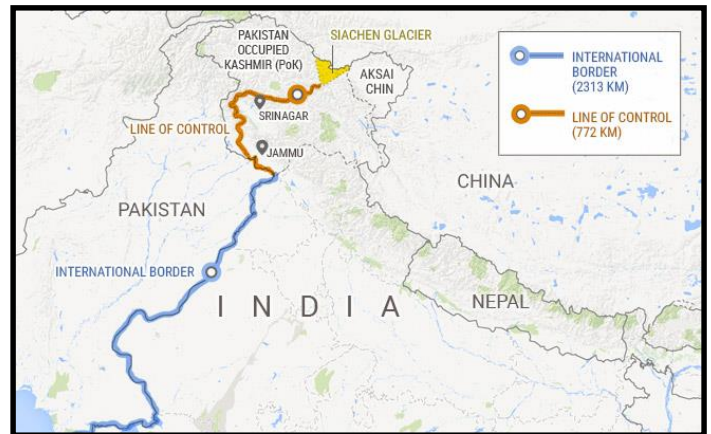 PAKISTAN
OCCUPIED
KASHMIR (PoK)
SIACHEN GLACIER
AKSAI
CHIN
SRINAGAR
LINE OF CONTROL
JAMMU
PAKISTAN
CHINA
INTERNATIONAL BORDER
INDIA
NEPAL
INTERNATIONAL
BORDER
(2313 KM)
LINE OF CONTROL
(772 KM)